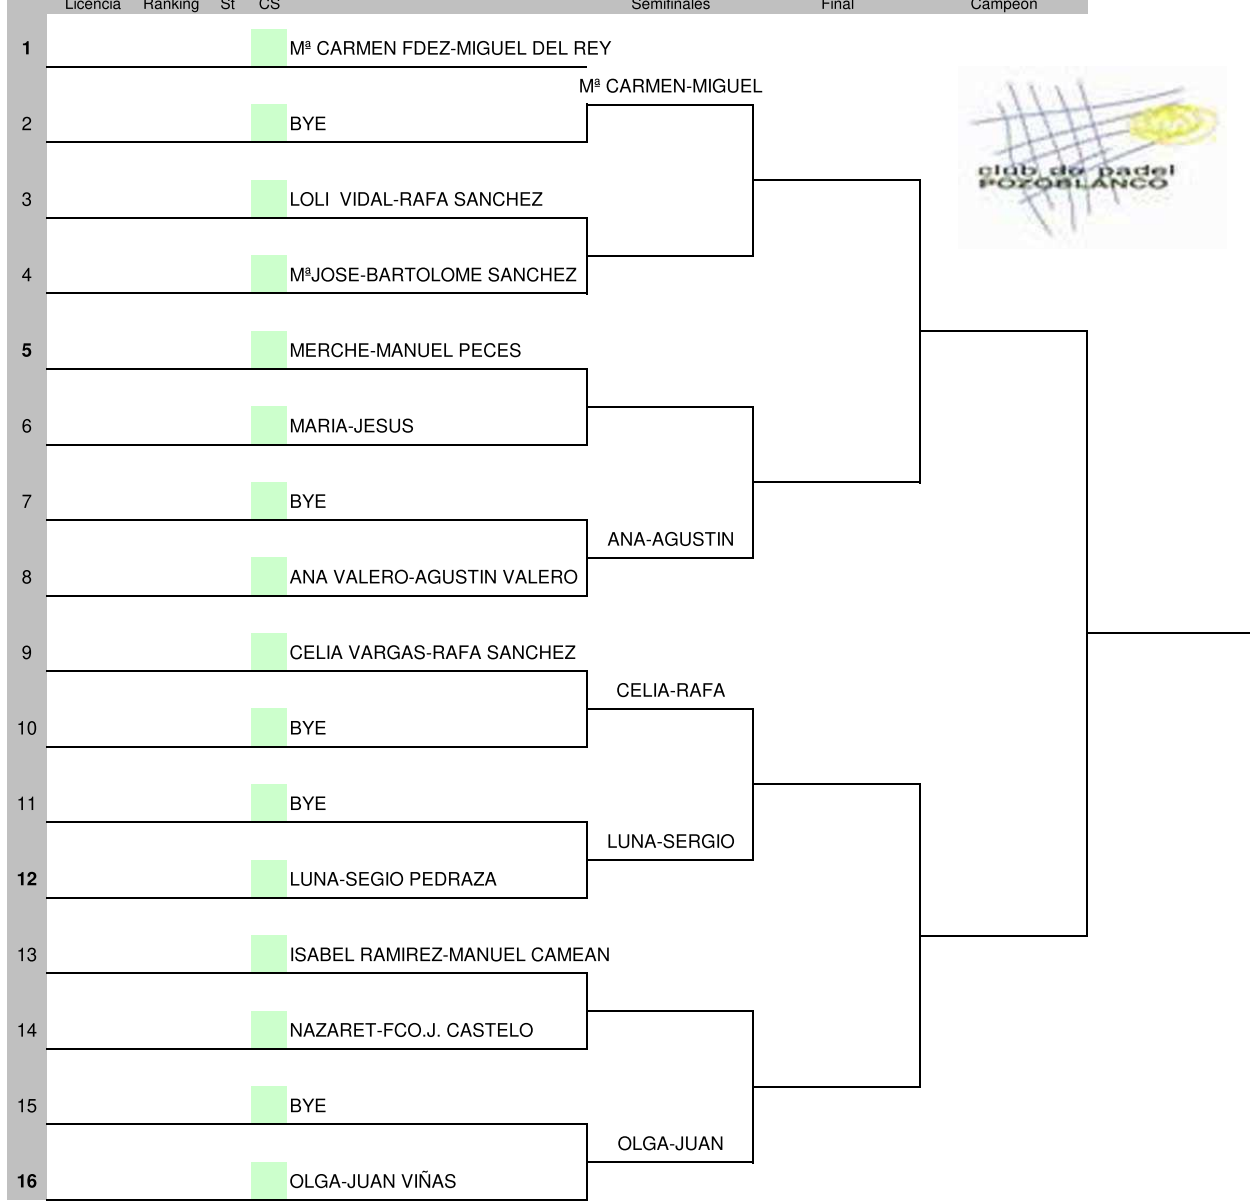 Licencia Ranking St CS Semifinales Final Campeón
1 Mª CARMEN FDEZ-MIGUEL DEL REY
Mª CARMEN-MIGUEL
2 BYE
club de padel
POZOBLANCO
3 LOLI VIDAL-RAFA SANCHEZ
4 MªJOSE-BARTOLOME SANCHEZ
5 MERCHE-MANUEL PECES
6 MARIA-JESUS
7 BYE
ANA-AGUSTIN
8 ANA VALERO-AGUSTIN VALERO
9 CELIA VARGAS-RAFA SANCHEZ
CELIA-RAFA
10 BYE
11 BYE
LUNA-SERGIO
12 LUNA-SEGIO PEDRAZA
13 ISABEL RAMIREZ-MANUEL CAMEAN
14 NAZARET-FCO.J. CASTELO
15 BYE
OLGA-JUAN
16 OLGA-JUAN VIÑAS